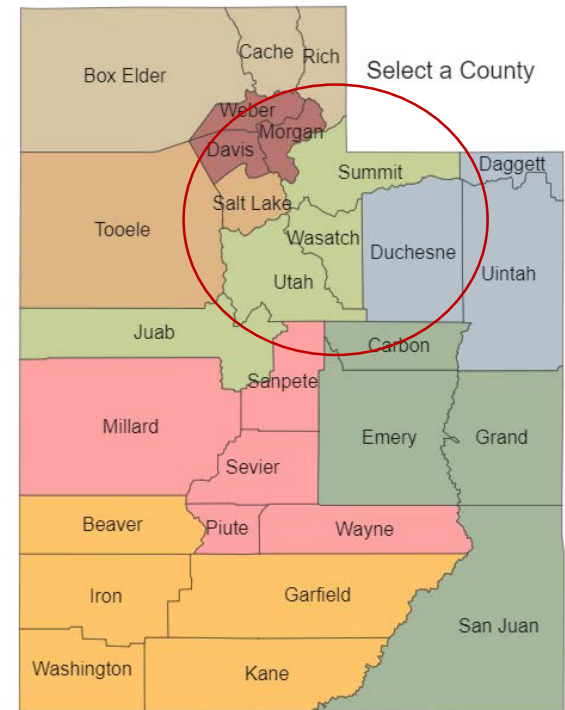 Cache
Rich
Box Elder
Select a County
Weber
Morgan
Davis
Summit
Daggett
Salt Lake
Tooele
Wasatch
Duchesne
Uintah
Utah
Juab
Carbon
Sanpete
Millard
Emery
Grand
Sevier
Beaver
Piute
Wayne
Iron
Garfield
San Juan
Washington
Kane